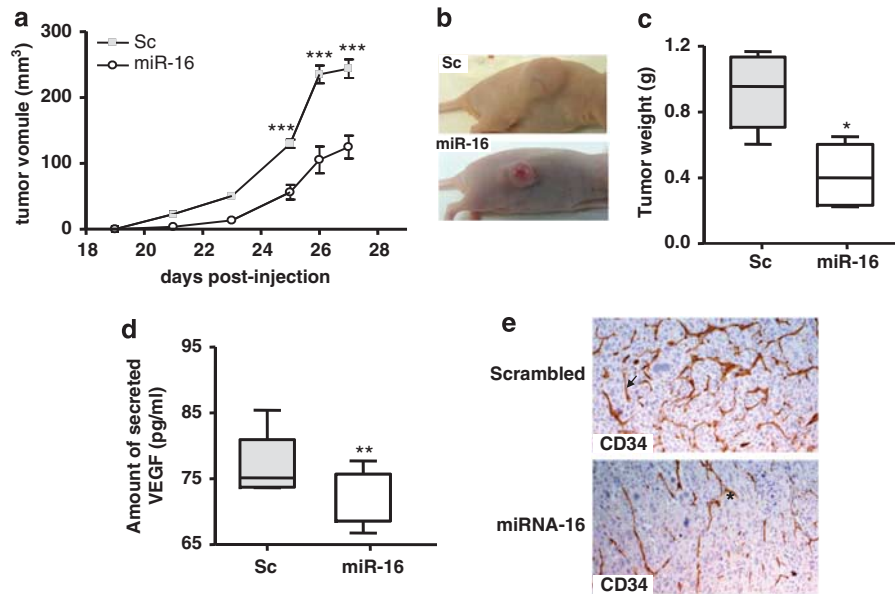 a
tumor vomule (mm³)
300
200
100
0
Sc
miR-16
***
***
***
18 20 22 24 26 28
days post-injection
b
Sc
miR-16
c
Tumor weight (g)
1.2
0.8
0.4
0.0
*
Sc miR-16
d
Amount of secreted
VEGF (pg/ml)
95
85
75
65
**
Sc miR-16
e
Scrambled
CD34
miRNA-16
*
CD34